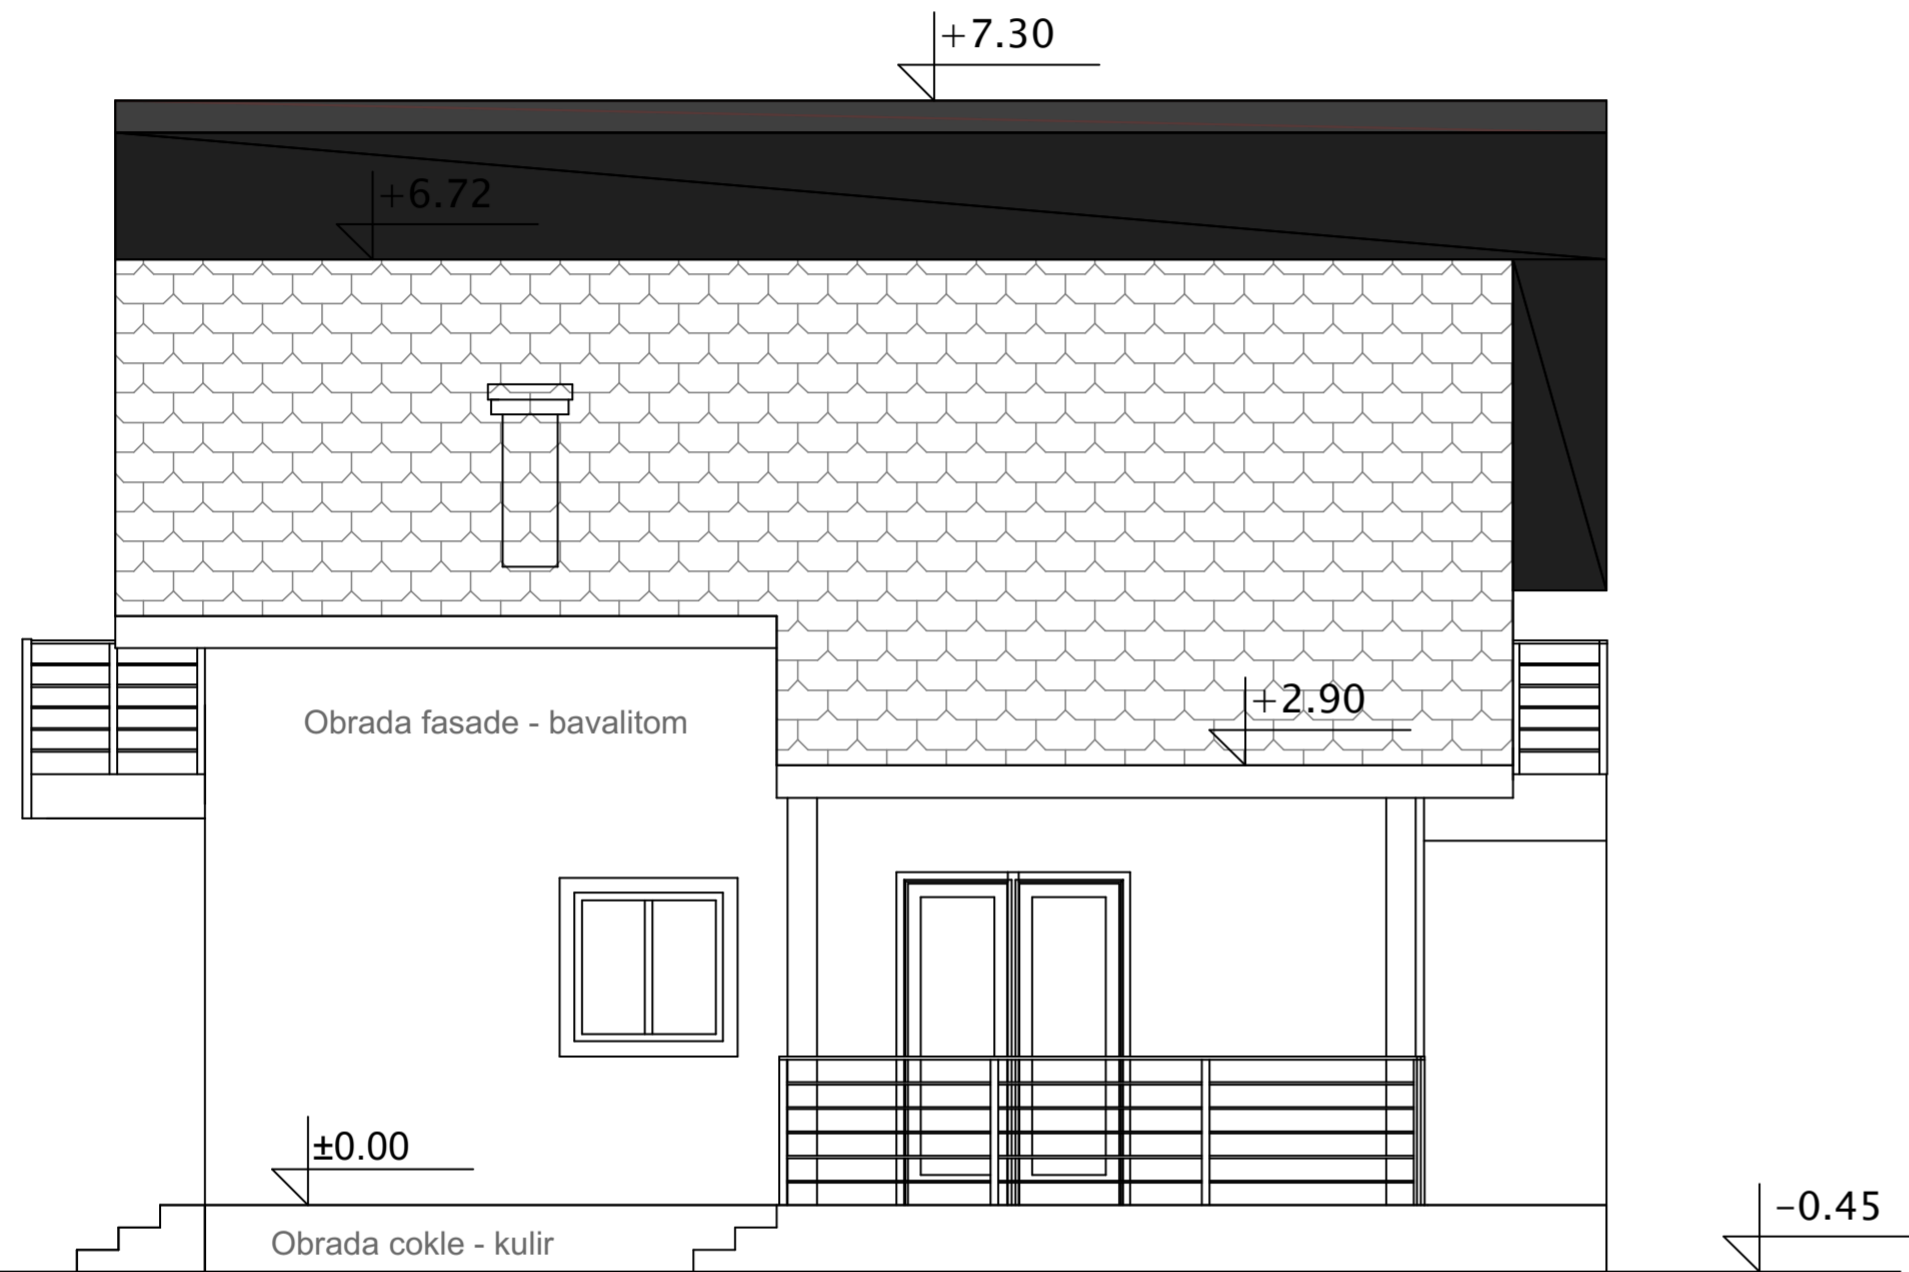 +7.30
+6.72
+2.90
Obrada fasade - bavalitom
±0.00
-0.45
Obrada cokle - kulir